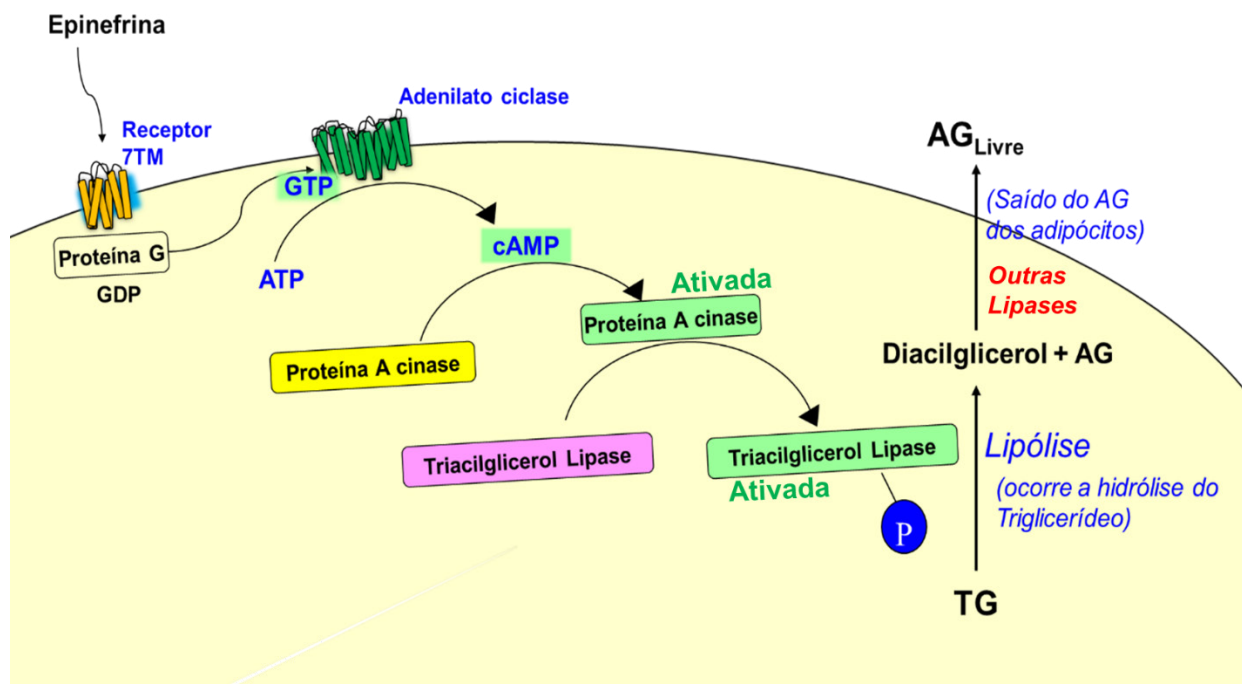 Epinefrina
Receptor
7TM
Adenilato ciclase
GTP
Proteína G
GDP
ATP
cAMP
Ativada
Proteína A cinase
Proteína A cinase
Triacilglicerol Lipase
Triacilglicerol Lipase
Ativada
P
AGLivre
(Saído do AG
dos adipócitos)
Outras
Lipases
Diacilglicerol + AG
Lipólise
(ocorre a hidrólise do
Triglicerídeo)
TG